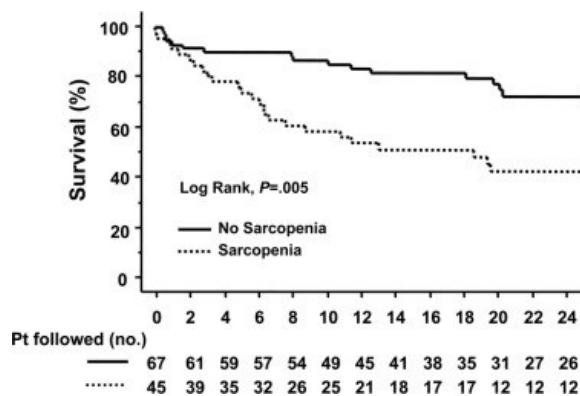 100
80
60
40
20
0
Survival (%)
Log Rank, P=.005
No Sarcopenia
Sarcopenia
0 2 4 6 8 10 12 14 16 18 20 22 24
Pt followed (no.)
67 61 59 57 54 49 45 41 38 35 31 27 26
45 39 35 32 26 25 21 18 17 17 12 12 12